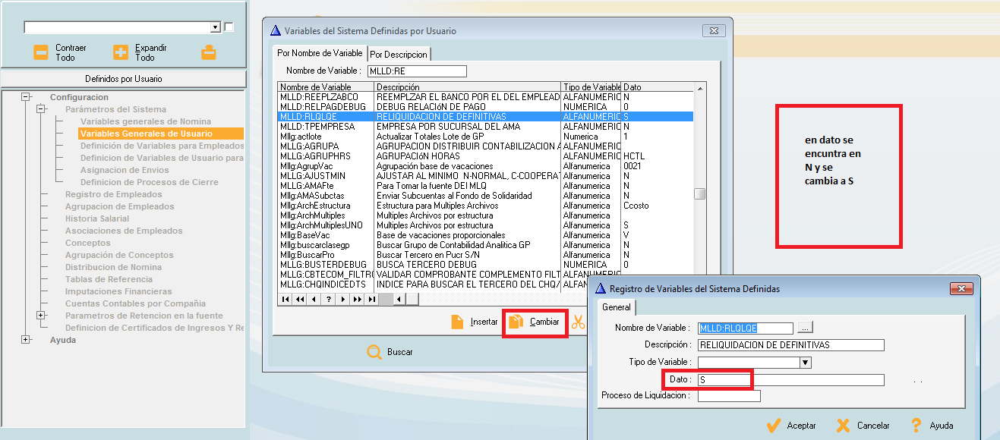 Contraer
Todo
Expandir
Todo
Definidos por Usuario
Configuracion
Parámetros del Sistema
Variables generales de Nomina
Variables Generales de Usuario
Definición de Variables para Empleados
Definicion de Variables de Usuario para
Asignacion de Envios
Definicion de Procesos de Cierre
Registro de Empleados
Agrupacion de Empleados
Historia Salarial
Asociaciones de Empleados
Conceptos
Agrupación de Conceptos
Distribucion de Nomina
Tablas de Referencia
Imputaciones Financieras
Cuentas Contables por Compañia
Parametros de Retencion en la fuente
Definicion de Certificados de Ingresos Y Re
Ayuda
Variables del Sistema Definidas por Usuario
Por Nombre de Variable Por Descripcion
Nombre de Variable : MLLD:RE
Nombre de Variable Descripción Tipo de Variable Dato
MLLD:REEPLZABCO REEMPLZAR EL BANCO POR EL DEL EMPLEAD ALFANUMERIC N
MLLD:RELPAGDEBUG DEBUG RELACIóN DE PAGO NUMERICA 0
MLLD:RLQLQE RELIQUIDACION DE DEFINITIVAS ALFANUMERIC S
MLLD:TPEMPRESA EMPRESA POR SUCURSAL DEL AMA ALFANUMERIC N
Mllg:actlote Actualizar Totales Lote de GP Numerica 1
MLLG:AGRUPA AGRUPACION DISTRIBUIR CONTABILIZACION A ALFANUMERIC
MLLG:AGRUPHRS AGRUPACIóN HORAS ALFANUMERIC HCTL
Mllg:AgrupVac Agrupación base de vacaciones Alfanumerica 0021
MLLG:AJUSTMIN AJUSTAR AL MINIMO N-NORMAL, C-COOPERAT ALFANUMERIC N
MLLG:AMAFte Para Tomar la fuente DEl MLQ Alfanumerica N
Mllg:AMASubctas Enviar Subcuentas al Fondo de Solidaridad Alfanumerica N
Mllg:ArchEstructura Estructura para Multiples Archivos Alfanumerica Ccosto
Mllg:ArchMultiples Multiples Archivos por estructura Alfanumerica
Mllg:ArchMultiplesUNO Multiples Archivos por estructura Alfanumerica S
Mllg:BaseVac Base de vacaciones proporcionales Alfanumerica V
Mllg:buscarclasegp Buscar Grupo de Contabilidad Analitica GP Alfanumerica N
Mllg:BuscarPro Buscar Tercero en Pucr S/N Alfanumerica N
MLLG:BUSTERDEBUG BUSCA TERCERO DEBUG NUMERICA 0
MLLG:CBTECOM_FILTRO VALIDAR COMPROBANTE COMPLEMENTO FILT ALFANUM
MLLG:CHQINDICEDTS INDICE PARA BUSCAR EL TERCERO DEL CHQ/ ALFAN
?
Insertar Cambiar
Buscar
en dato se
encuntra en
N y se
cambia a S
Registro de Variables del Sistema Definidas
General
Nombre de Variable : MLLD:RLQLQE ...
Descripción : RELIQUIDACION DE DEFINITIVAS
Tipo de Variable :
Dato : S
Proceso de Liquidacion :
Aceptar Cancelar ? Ayuda